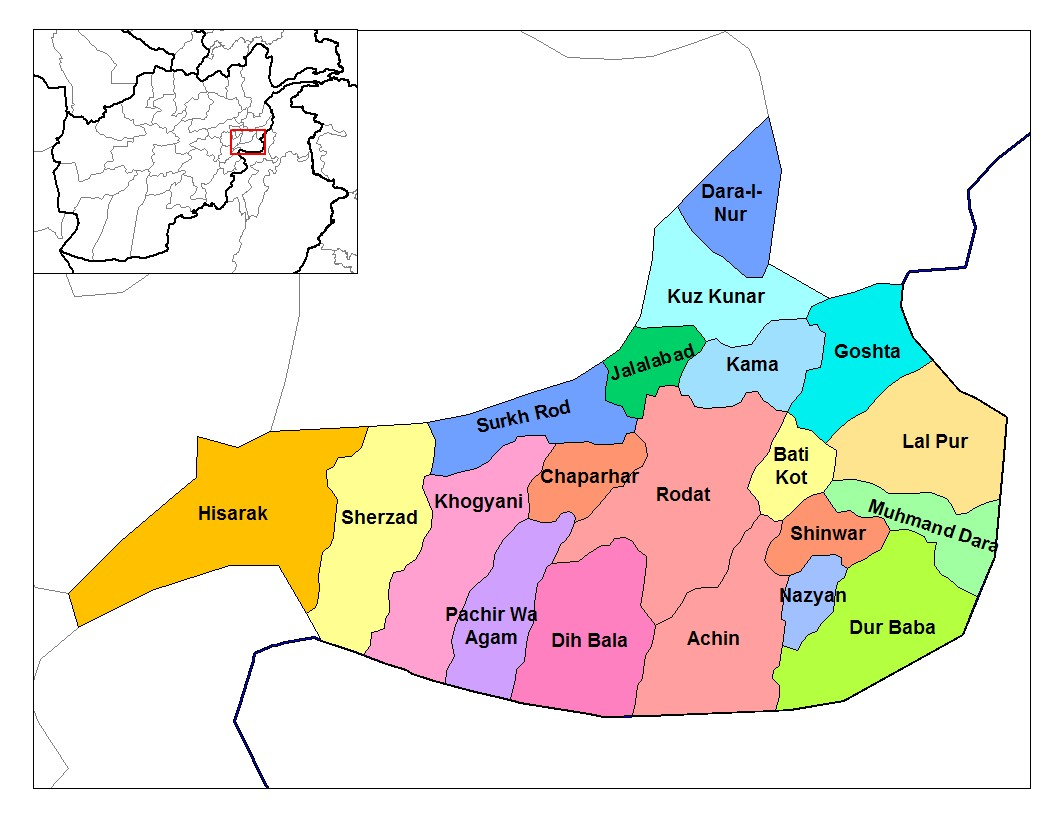 Dara-I-
Nur
Kuz Kunar
Goshta
Jalalabad
Kama
Surkh Rod
Lal Pur
Bati
Kot
Chaparhar
Rodat
Khogyani
Hisarak
Sherzad
Muhmand Dara
Shinwar
Nazyan
Pachir Wa
Agam
Dih Bala
Achin
Dur Baba